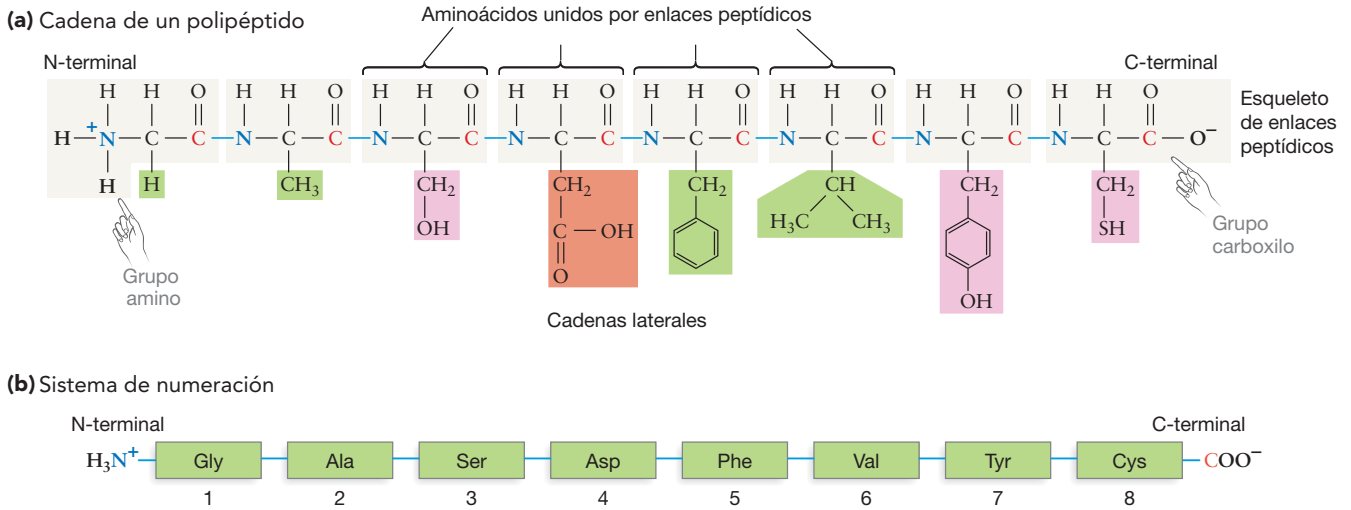 (a) Cadena de un polipéptido
Aminoácidos unidos por enlaces peptídicos
N-terminal
C-terminal
H H O H H O H H O H H O H H O H H O H H O H H O
H — N+ — C — C — N — C — C — N — C — C — N — C — C — N — C — C — N — C — C — N — C — C — N — C — C — O−
Esqueleto
de enlaces
peptídicos
H H CH3 CH2 CH2 CH2 CH CH2 CH2
OH C — OH H3C CH3 SH
O OH
Grupo
amino
Grupo
carboxilo
Cadenas laterales
(b) Sistema de numeración
N-terminal
C-terminal
H3N+ Gly Ala Ser Asp Phe Val Tyr Cys COO−
1 2 3 4 5 6 7 8